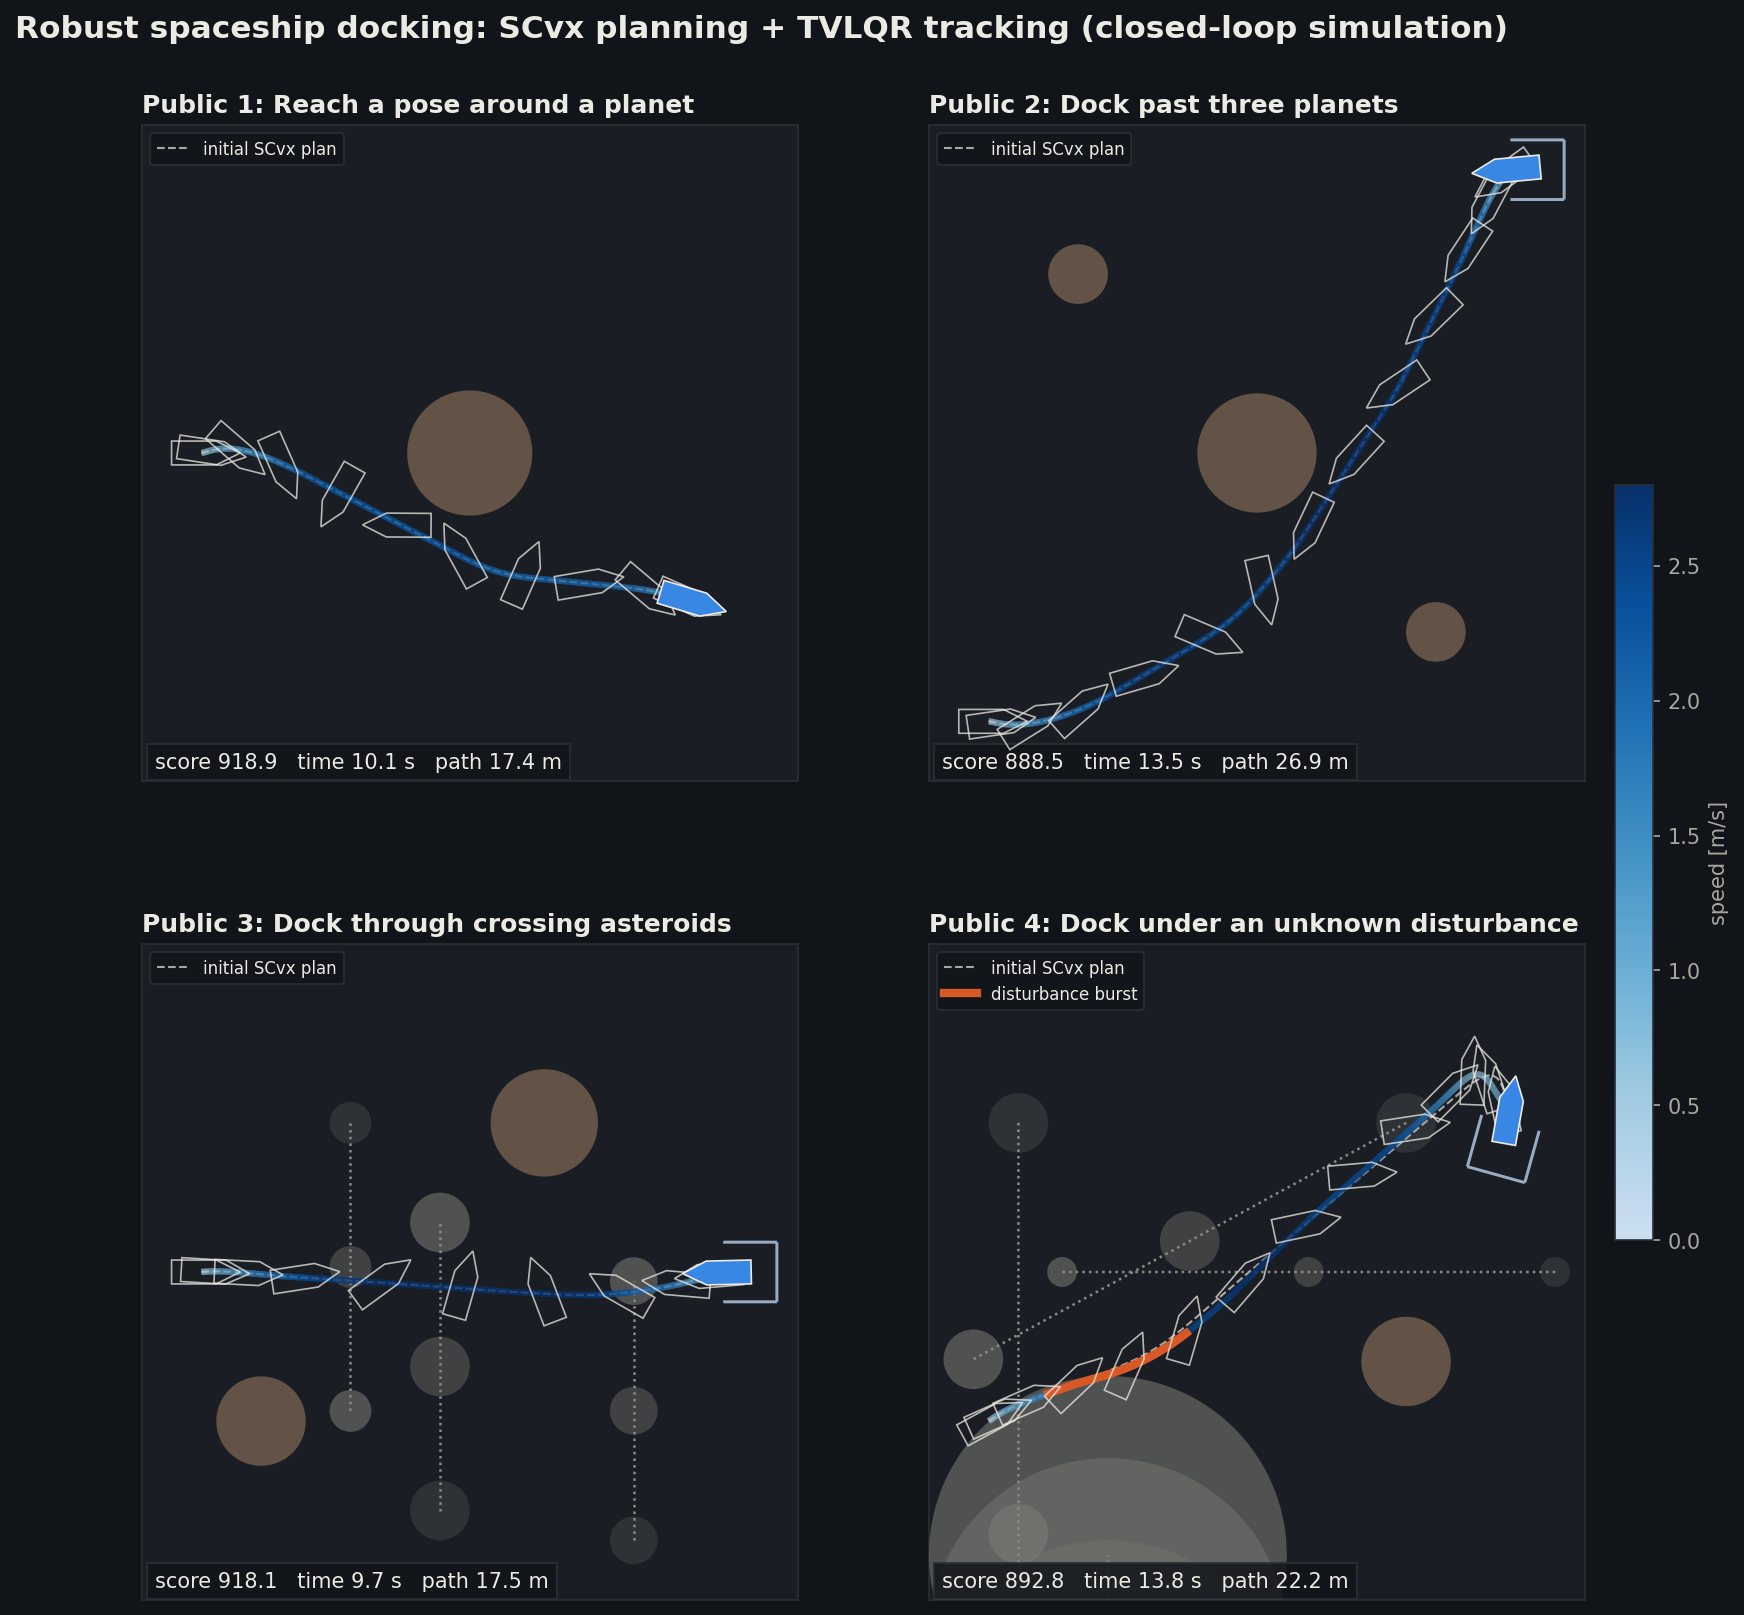 Robust spaceship docking: SCvx planning + TVLQR tracking (closed-loop simulation)
Public 1: Reach a pose around a planet
initial SCvx plan
score 918.9   time 10.1 s   path 17.4 m
Public 2: Dock past three planets
initial SCvx plan
score 888.5   time 13.5 s   path 26.9 m
Public 3: Dock through crossing asteroids
initial SCvx plan
score 918.1   time 9.7 s   path 17.5 m
Public 4: Dock under an unknown disturbance
initial SCvx plan
disturbance burst
score 892.8   time 13.8 s   path 22.2 m
2.5
2.0
1.5
1.0
0.5
0.0
speed [m/s]